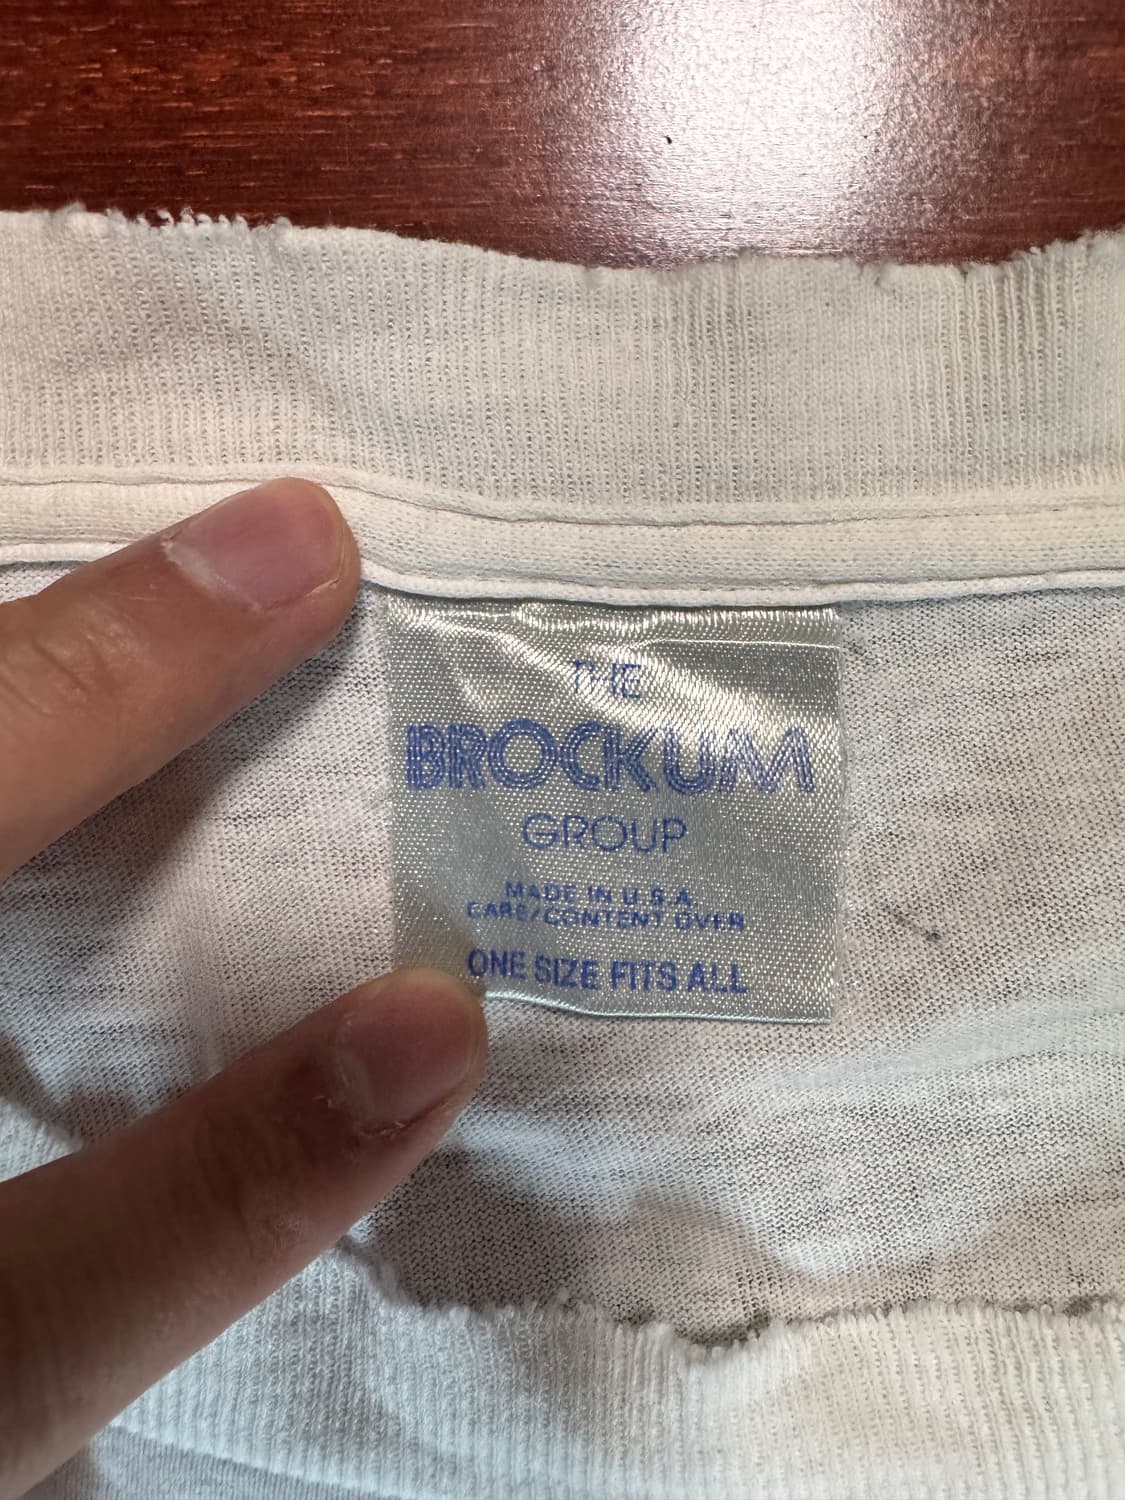 THE
BROCKUM
GROUP
MADE IN U.S.A.
CARE/CONTENT OVER
ONE SIZE FITS ALL